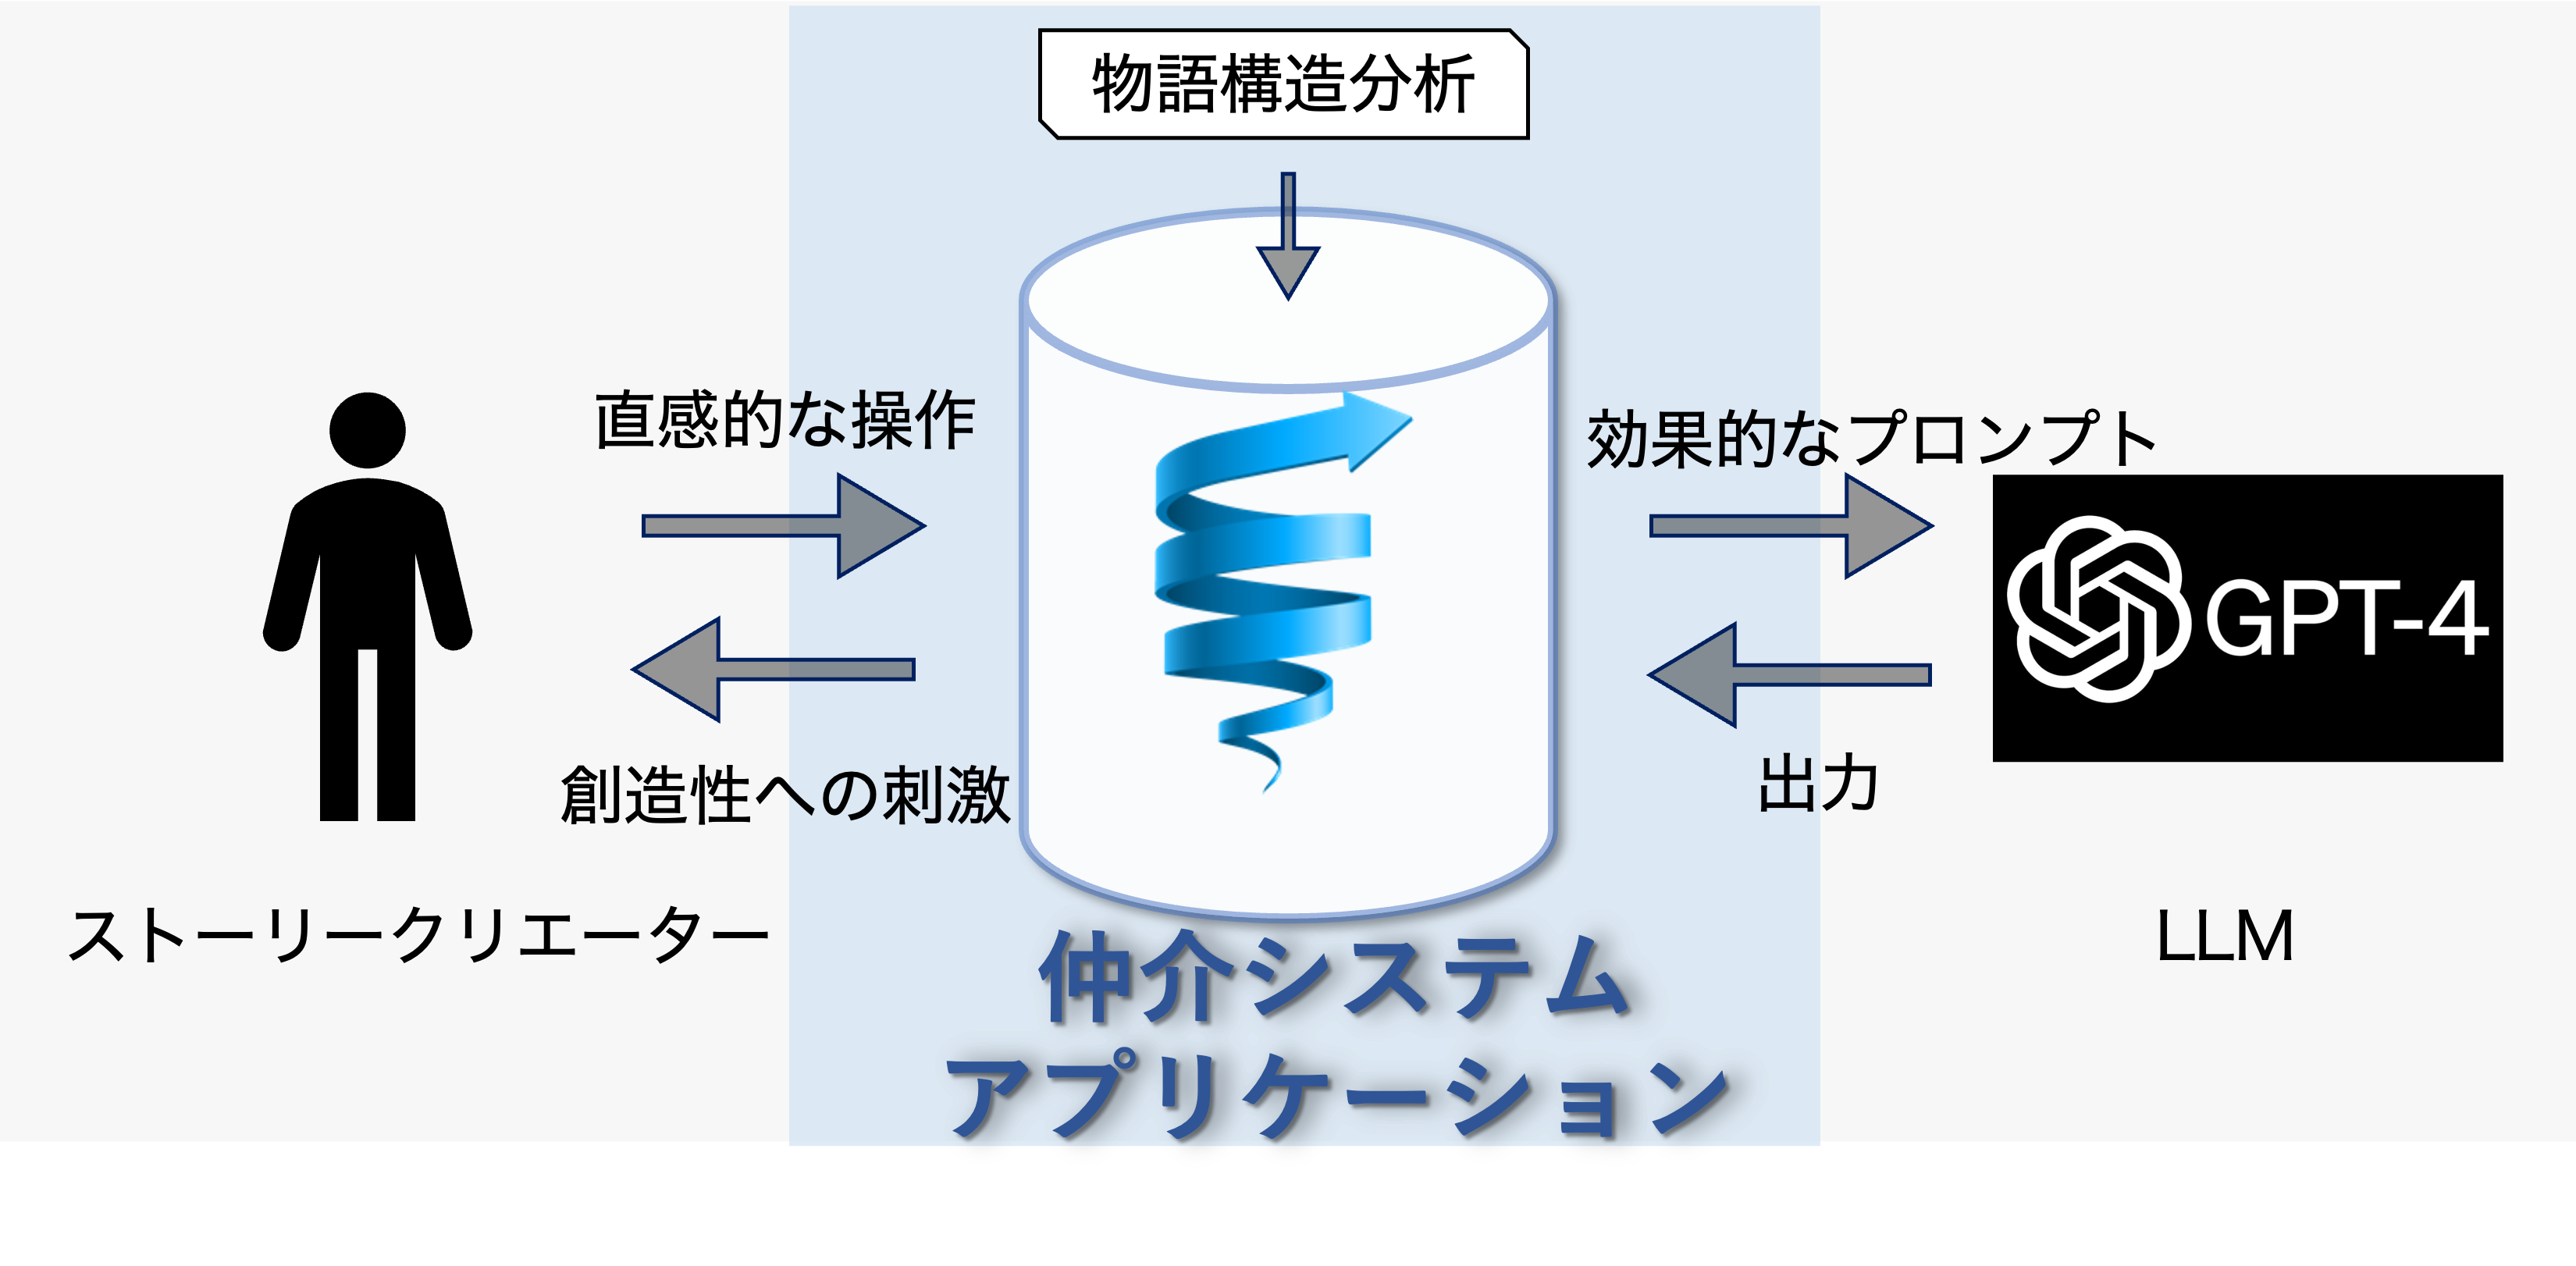 物語構造分析
直感的な操作
効果的なプロンプト
GPT-4
創造性への刺激
出力
ストーリークリエーター
LLM
仲介システム
アプリケーション